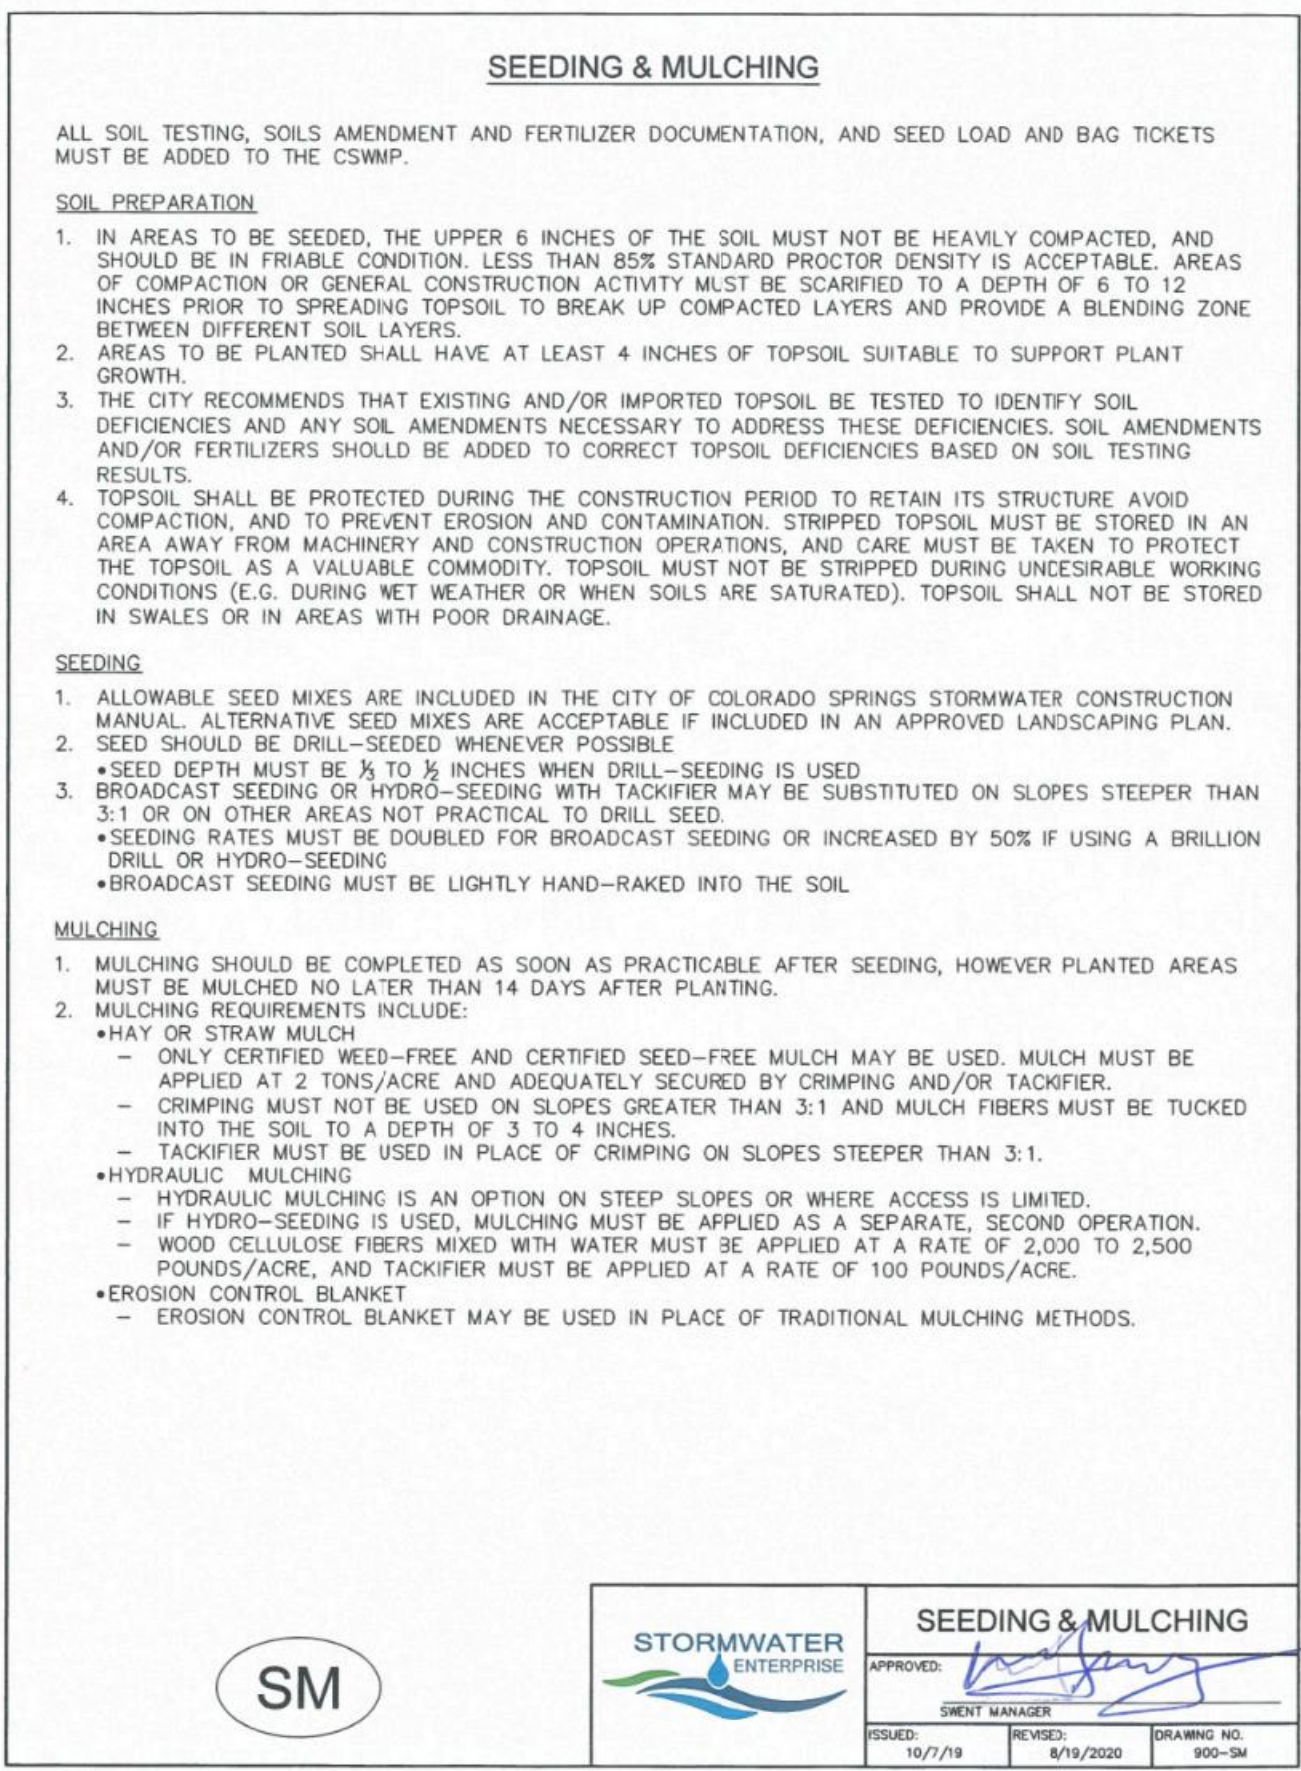 SEEDING & MULCHING
ALL SOIL TESTING, SOILS AMENDMENT AND FERTILIZER DOCUMENTATION, AND SEED LOAD AND BAG TICKETS
MUST BE ADDED TO THE CSWMP.
SOIL PREPARATION
1. IN AREAS TO BE SEEDED, THE UPPER 6 INCHES OF THE SOIL MUST NOT BE HEAVILY COMPACTED, AND
SHOULD BE IN FRIABLE CONDITION. LESS THAN 85% STANDARD PROCTOR DENSITY IS ACCEPTABLE. AREAS
OF COMPACTION OR GENERAL CONSTRUCTION ACTIVITY MUST BE SCARIFIED TO A DEPTH OF 6 TO 12
INCHES PRIOR TO SPREADING TOPSOIL TO BREAK UP COMPACTED LAYERS AND PROVIDE A BLENDING ZONE
BETWEEN DIFFERENT SOIL LAYERS.
2. AREAS TO BE PLANTED SHALL HAVE AT LEAST 4 INCHES OF TOPSOIL SUITABLE TO SUPPORT PLANT
GROWTH.
3. THE CITY RECOMMENDS THAT EXISTING AND/OR IMPORTED TOPSOIL BE TESTED TO IDENTIFY SOIL
DEFICIENCIES AND ANY SOIL AMENDMENTS NECESSARY TO ADDRESS THESE DEFICIENCIES. SOIL AMENDMENTS
AND/OR FERTILIZERS SHOULD BE ADDED TO CORRECT TOPSOIL DEFICIENCIES BASED ON SOIL TESTING
RESULTS.
4. TOPSOIL SHALL BE PROTECTED DURING THE CONSTRUCTION PERIOD TO RETAIN ITS STRUCTURE AVOID
COMPACTION, AND TO PREVENT EROSION AND CONTAMINATION. STRIPPED TOPSOIL MUST BE STORED IN AN
AREA AWAY FROM MACHINERY AND CONSTRUCTION OPERATIONS, AND CARE MUST BE TAKEN TO PROTECT
THE TOPSOIL AS A VALUABLE COMMODITY. TOPSOIL MUST NOT BE STRIPPED DURING UNDESIRABLE WORKING
CONDITIONS (E.G. DURING WET WEATHER OR WHEN SOILS ARE SATURATED). TOPSOIL SHALL NOT BE STORED
IN SWALES OR IN AREAS WITH POOR DRAINAGE.
SEEDING
1. ALLOWABLE SEED MIXES ARE INCLUDED IN THE CITY OF COLORADO SPRINGS STORMWATER CONSTRUCTION
MANUAL. ALTERNATIVE SEED MIXES ARE ACCEPTABLE IF INCLUDED IN AN APPROVED LANDSCAPING PLAN.
2. SEED SHOULD BE DRILL-SEEDED WHENEVER POSSIBLE
•SEED DEPTH MUST BE ⅓ TO ½ INCHES WHEN DRILL-SEEDING IS USED
3. BROADCAST SEEDING OR HYDRO-SEEDING WITH TACKIFIER MAY BE SUBSTITUTED ON SLOPES STEEPER THAN
3:1 OR ON OTHER AREAS NOT PRACTICAL TO DRILL SEED.
•SEEDING RATES MUST BE DOUBLED FOR BROADCAST SEEDING OR INCREASED BY 50% IF USING A BRILLION
DRILL OR HYDRO-SEEDING
•BROADCAST SEEDING MUST BE LIGHTLY HAND-RAKED INTO THE SOIL
MULCHING
1. MULCHING SHOULD BE COMPLETED AS SOON AS PRACTICABLE AFTER SEEDING, HOWEVER PLANTED AREAS
MUST BE MULCHED NO LATER THAN 14 DAYS AFTER PLANTING.
2. MULCHING REQUIREMENTS INCLUDE:
•HAY OR STRAW MULCH
– ONLY CERTIFIED WEED-FREE AND CERTIFIED SEED-FREE MULCH MAY BE USED. MULCH MUST BE
APPLIED AT 2 TONS/ACRE AND ADEQUATELY SECURED BY CRIMPING AND/OR TACKIFIER.
– CRIMPING MUST NOT BE USED ON SLOPES GREATER THAN 3:1 AND MULCH FIBERS MUST BE TUCKED
INTO THE SOIL TO A DEPTH OF 3 TO 4 INCHES.
– TACKIFIER MUST BE USED IN PLACE OF CRIMPING ON SLOPES STEEPER THAN 3:1.
•HYDRAULIC MULCHING
– HYDRAULIC MULCHING IS AN OPTION ON STEEP SLOPES OR WHERE ACCESS IS LIMITED.
– IF HYDRO-SEEDING IS USED, MULCHING MUST BE APPLIED AS A SEPARATE, SECOND OPERATION.
– WOOD CELLULOSE FIBERS MIXED WITH WATER MUST BE APPLIED AT A RATE OF 2,000 TO 2,500
POUNDS/ACRE, AND TACKIFIER MUST BE APPLIED AT A RATE OF 100 POUNDS/ACRE.
•EROSION CONTROL BLANKET
– EROSION CONTROL BLANKET MAY BE USED IN PLACE OF TRADITIONAL MULCHING METHODS.
SM
STORMWATER
ENTERPRISE
SEEDING & MULCHING
APPROVED:
SWENT MANAGER
ISSUED: REVISED: DRAWING NO.
10/7/19 8/19/2020 900-SM